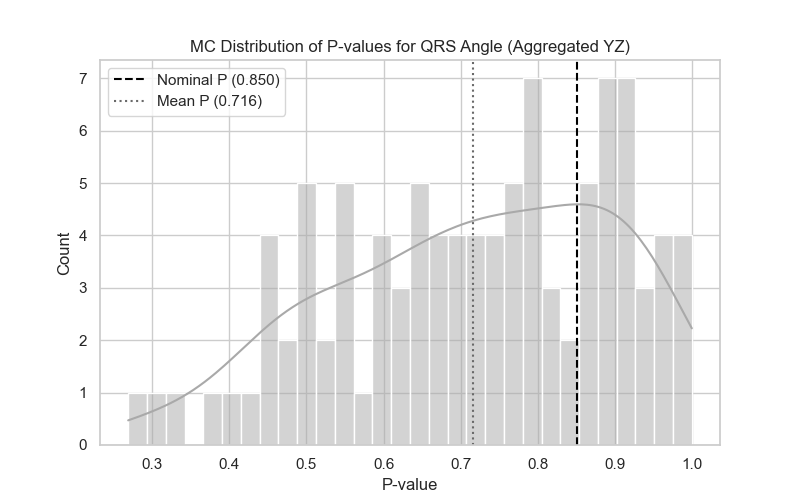 MC Distribution of P-values for QRS Angle (Aggregated YZ)
Nominal P (0.850)
Mean P (0.716)
7
6
5
4
3
2
1
0
Count
0.3 0.4 0.5 0.6 0.7 0.8 0.9 1.0
P-value